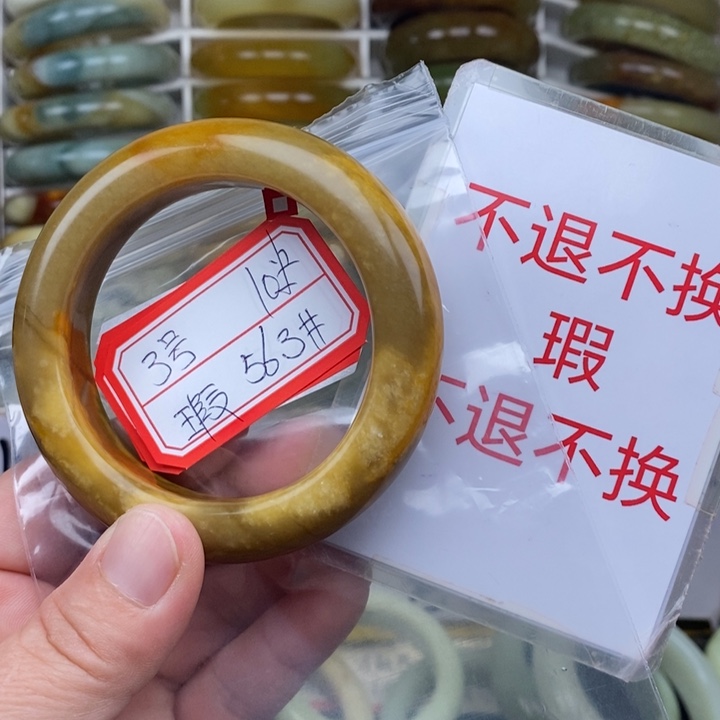 3号
瑕 563#
不退不换
瑕
不退不换